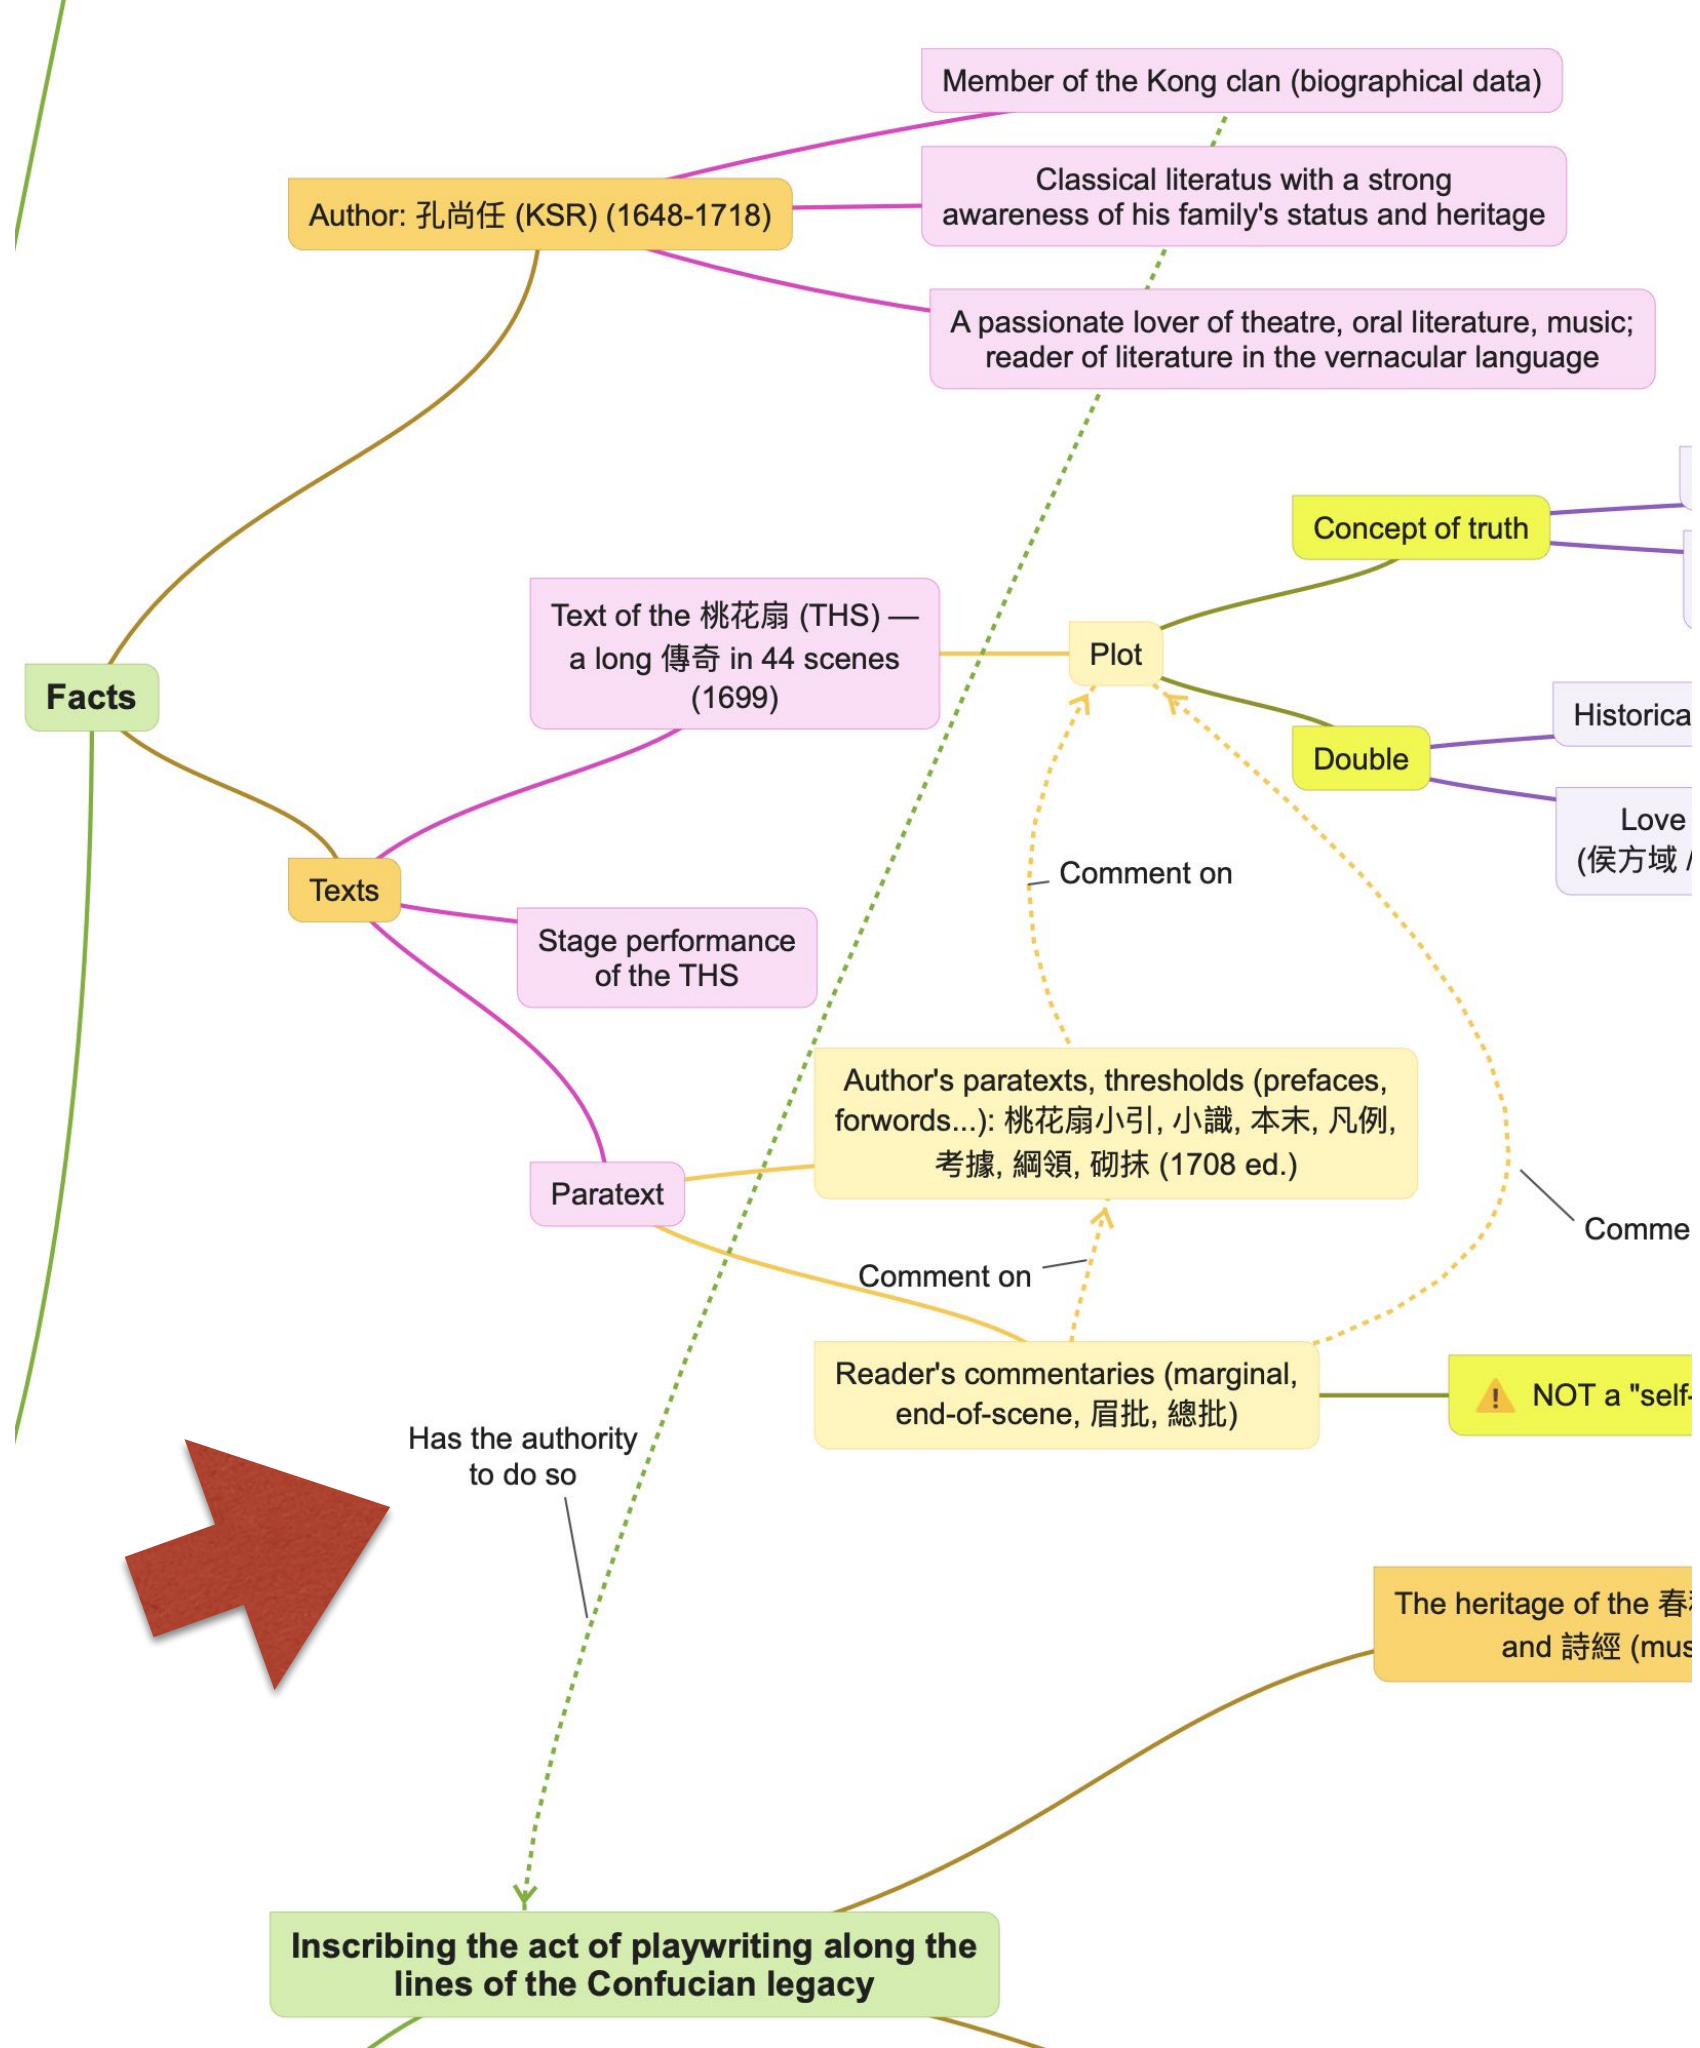 Member of the Kong clan (biographical data)
Classical literatus with a strong
awareness of his family's status and heritage
Author: 孔尚任 (KSR) (1648-1718)
A passionate lover of theatre, oral literature, music;
reader of literature in the vernacular language
Concept of truth
Text of the 桃花扇 (THS) —
a long 傳奇 in 44 scenes
(1699)
Plot
Facts
Historica
Double
Love
(侯方域 /
Comment on
Texts
Stage performance
of the THS
Author's paratexts, thresholds (prefaces,
forwords...): 桃花扇小引, 小識, 本末, 凡例,
考據, 綱領, 砌抹 (1708 ed.)
Paratext
Comme
Comment on
Reader's commentaries (marginal,
end-of-scene, 眉批, 總批)
NOT a "self-
Has the authority
to do so
The heritage of the 春
and 詩經 (mus
Inscribing the act of playwriting along the
lines of the Confucian legacy